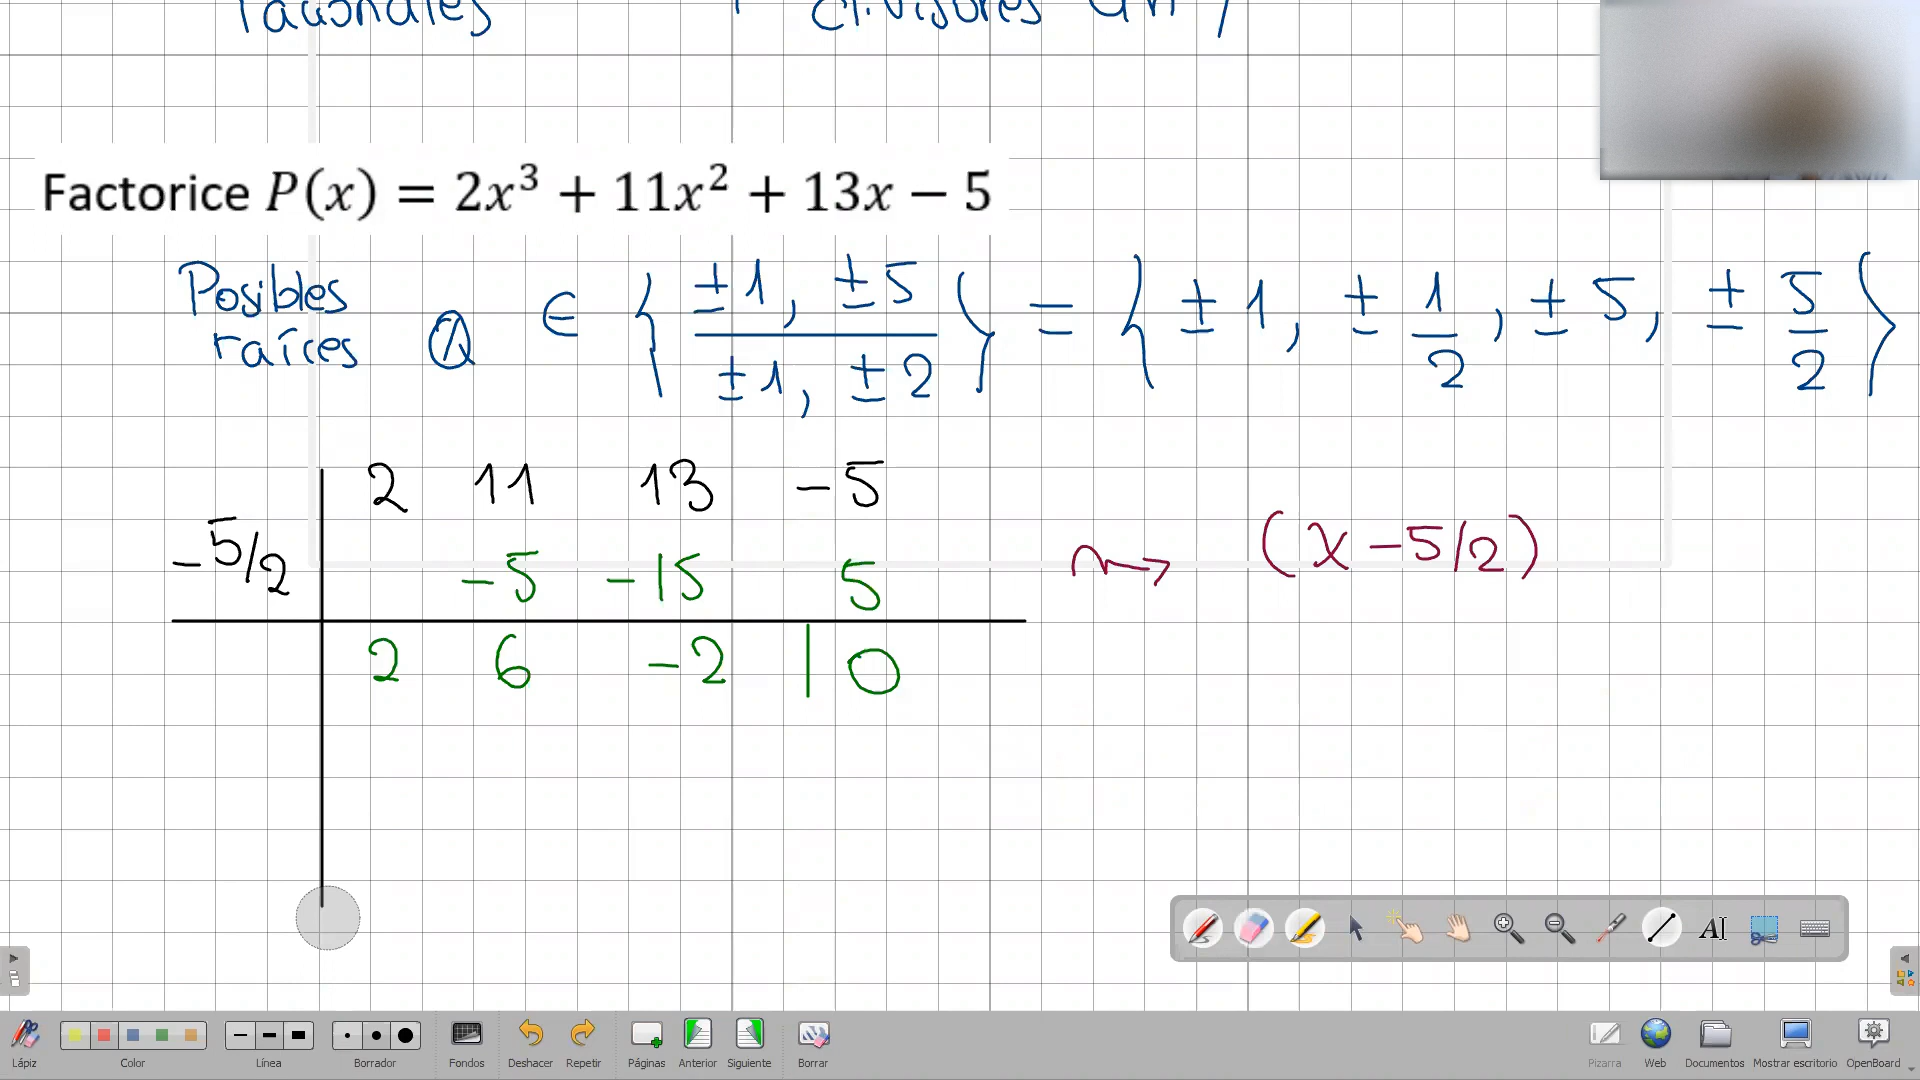 racionales divisores
Factorice P(x) = 2x³ + 11x² + 13x − 5
Posibles raíces ℚ ∈ { ±1, ±5 / ±1, ±2 } = { ±1, ±1/2, ±5, ±5/2 }
2 11 13 −5
−5/2 −5 −15 5 ⇝ (x − 5/2)
2 6 −2 | 0
Lápiz Color Línea Borrador Fondos Deshacer Repetir Páginas Anterior Siguiente Borrar Pizarra Web Documentos Mostrar escritorio OpenBoard